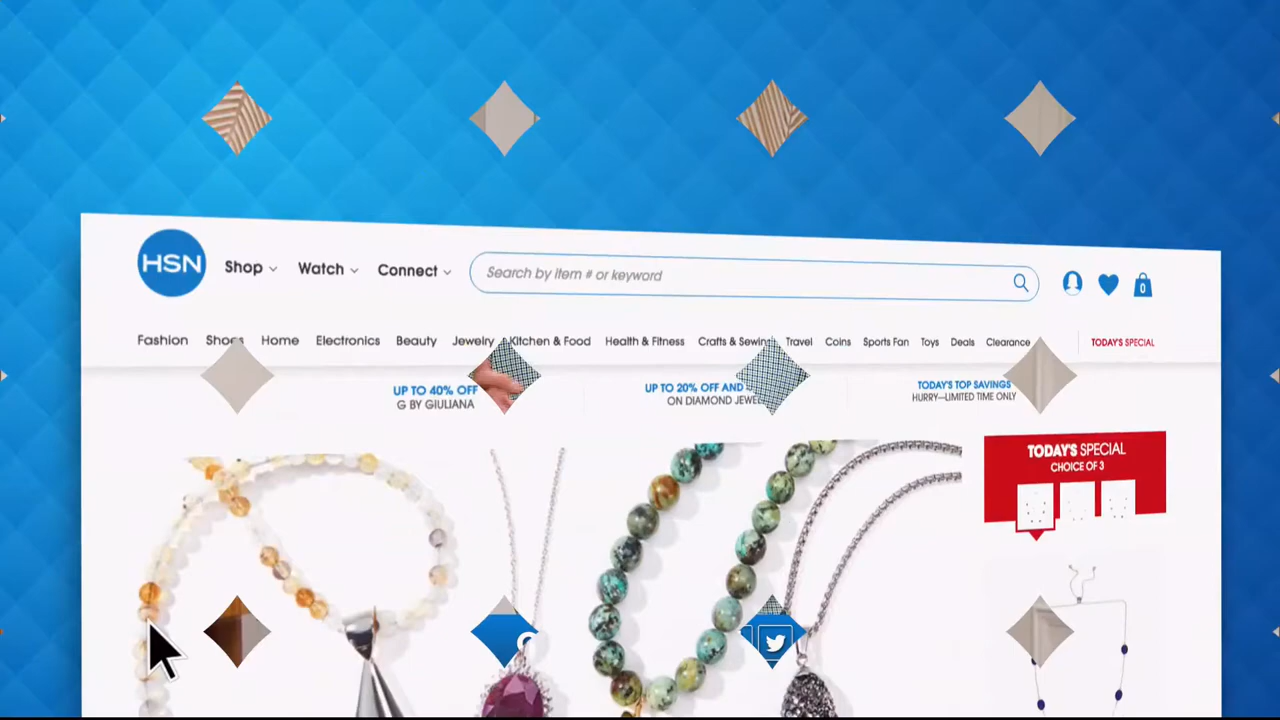 HSN Shop Watch Connect Search by item # or keyword 0
Fashion Shoes Home Electronics Beauty Jewelry Kitchen & Food Health & Fitness Crafts & Sewing Travel Coins Sports Fan Toys Deals Clearance TODAY'S SPECIAL
UP TO 40% OFF
G BY GIULIANA
UP TO 20% OFF AND
ON DIAMOND
TODAY'S TOP SAVINGS
HURRY—LIMITED TIME ONLY
TODAY'S SPECIAL
CHOICE OF 3